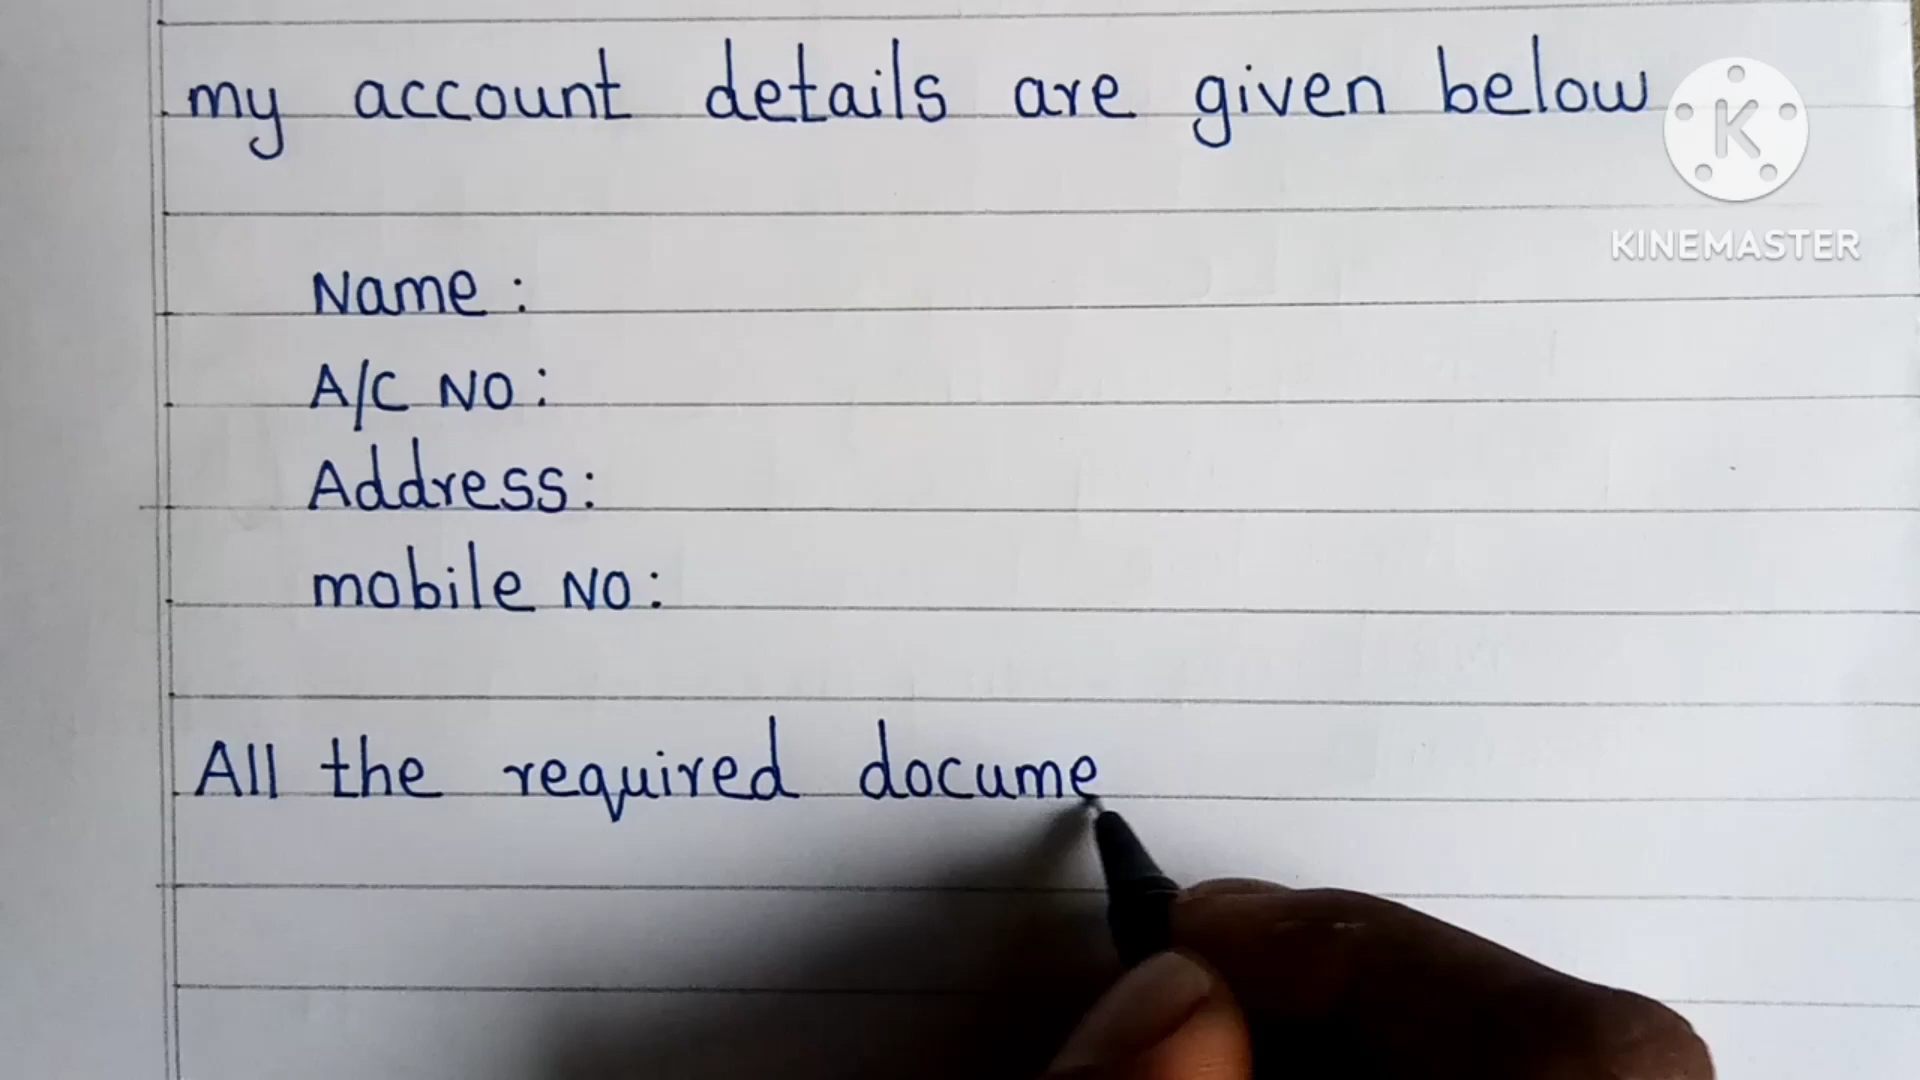 my account details are given below
K
KINEMASTER
Name :
A/C NO :
Address :
mobile NO :
All the required docume